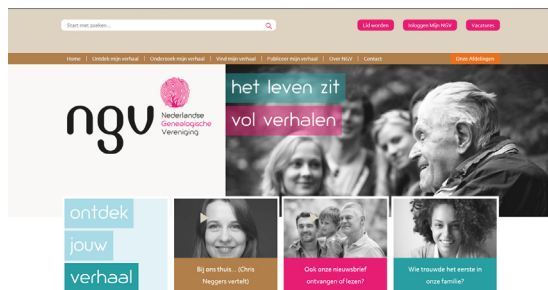 Start met zoeken...
Lid worden
Inloggen Mijn NGV
Vacatures
Home | Ontdek mijn verhaal | Onderzoek mijn verhaal | Vind mijn verhaal | Publiceer mijn verhaal | Over NGV | Contact
Onze Afdelingen
het leven zit
vol verhalen
ngv
Nederlandse
Genealogische
Vereniging
ontdek
jouw
verhaal
Bij ons thuis... (Chris
Neggers vertelt)
Ook onze nieuwsbrief
ontvangen of lezen?
Wie trouwde het eerste in
onze familie?